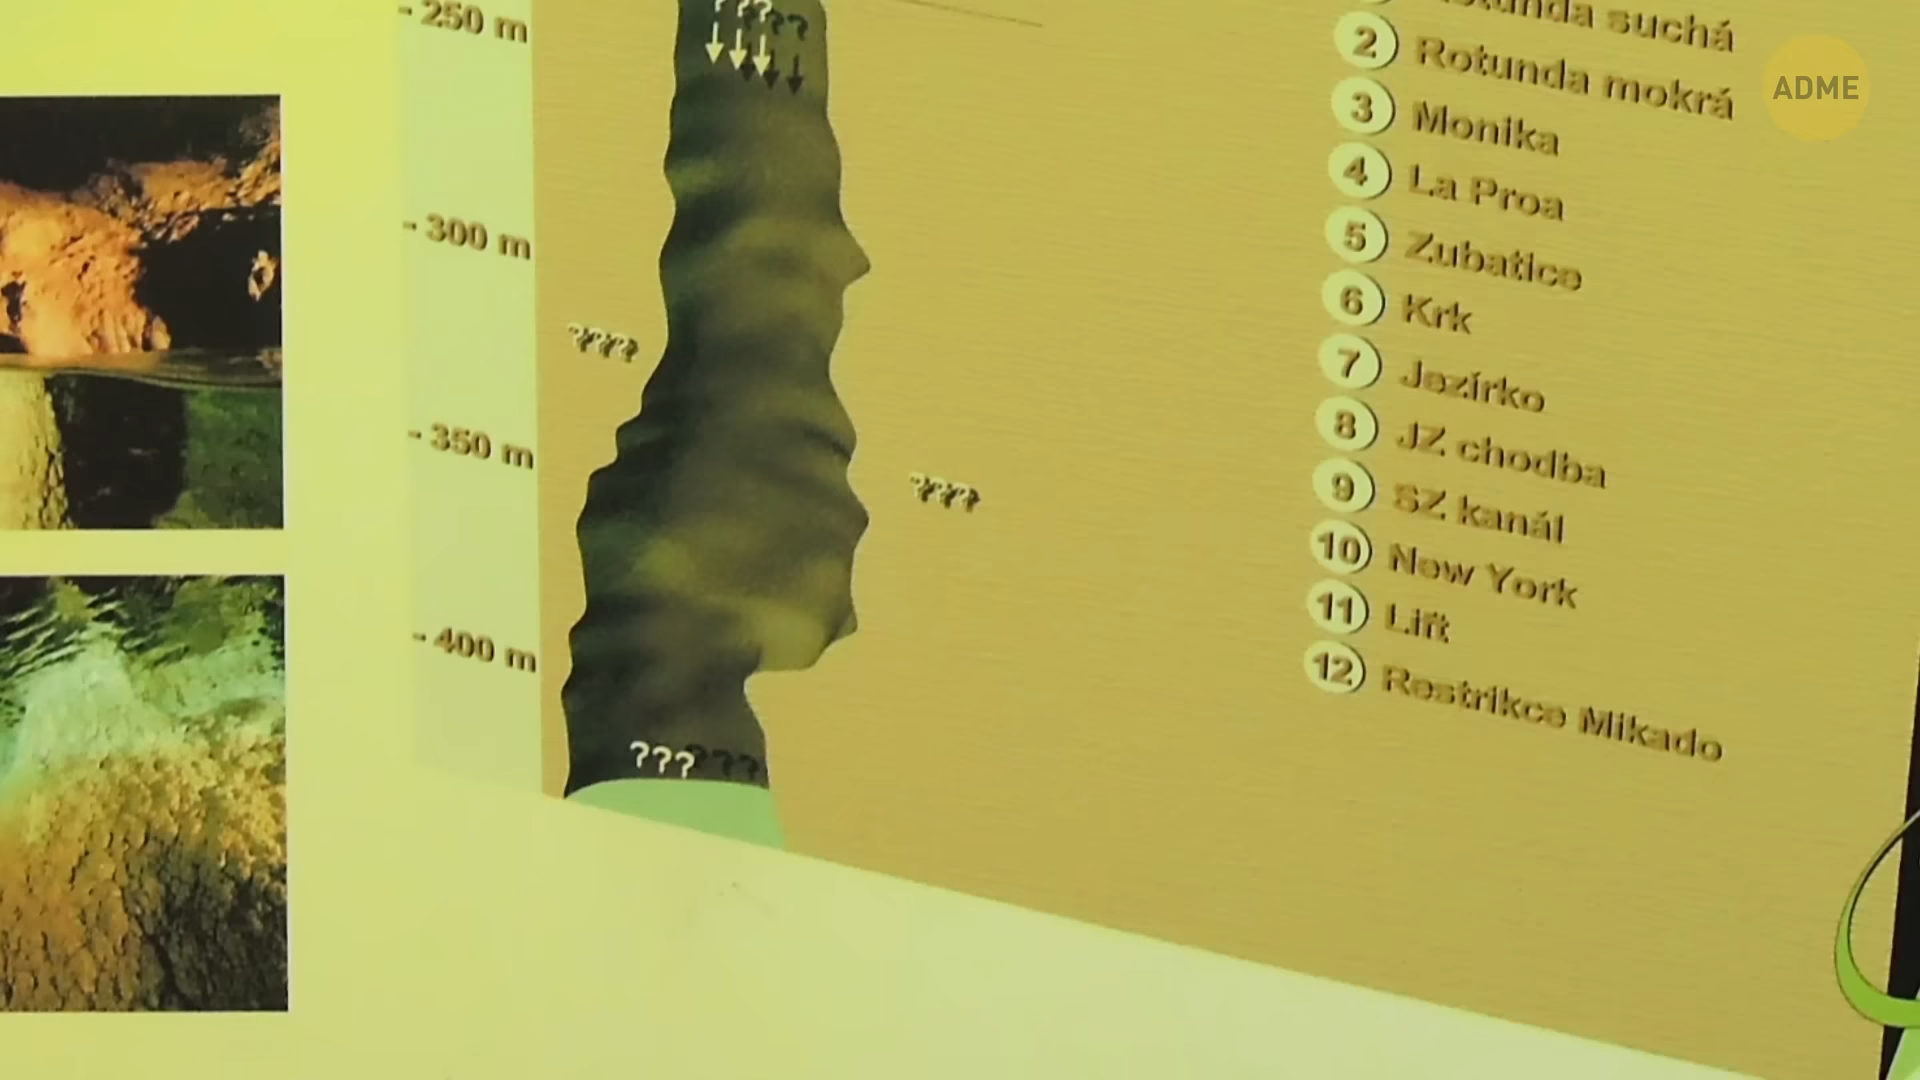 - 250 m
- 300 m
- 350 m
- 400 m
???
???
???
???
???
???
suchá
2 Rotunda mokrá
3 Monika
4 La Proa
5 Zubatice
6 Krk
7 Jezírko
8 JZ chodba
9 SZ kanál
10 New York
11 Lift
12 Restrikce Mikado
ADME